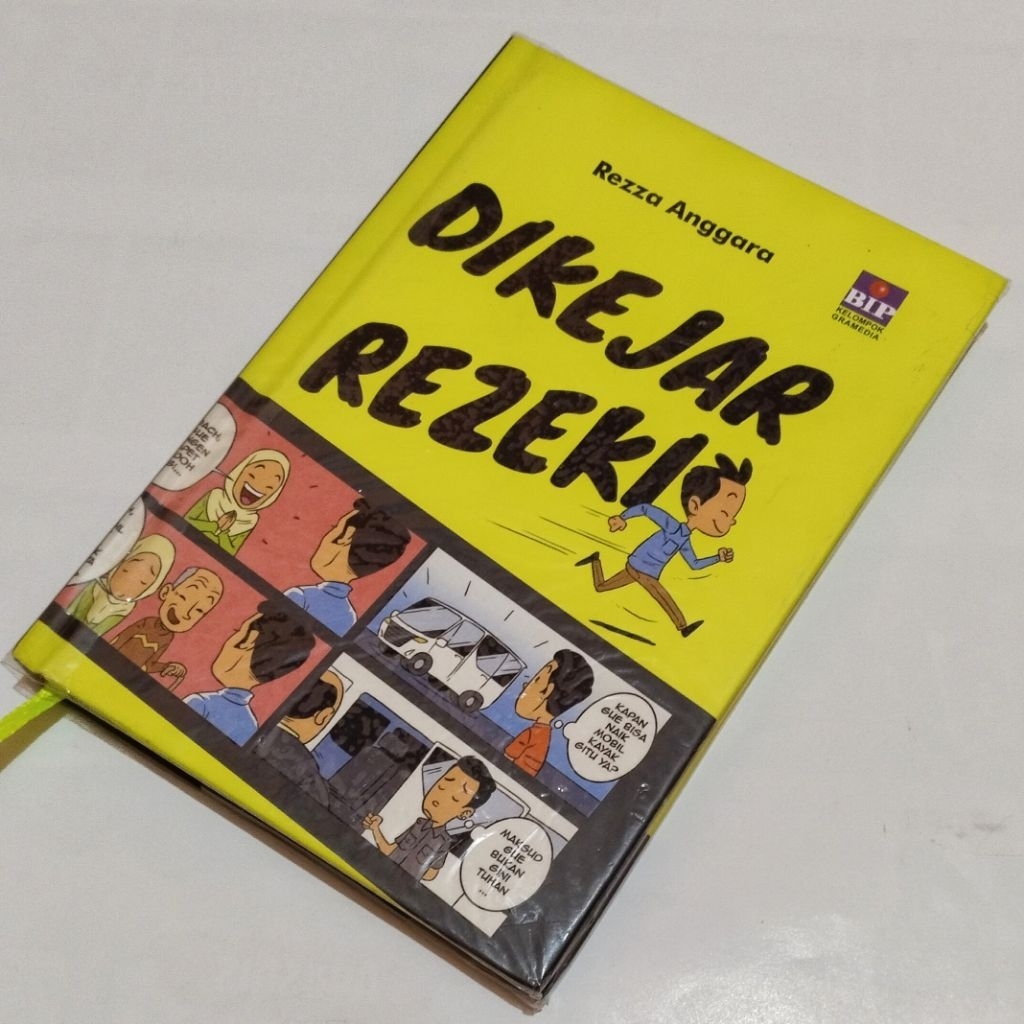 Rezza Anggara
DIKEJAR
REZEKI
BIP
KELOMPOK
GRAMEDIA
KAPAN
GUE BISA
NAIK
MOBIL
KAYAK
GITU YA?
MAKSUD
GUE
BUKAN
GINI
TUHAN
...